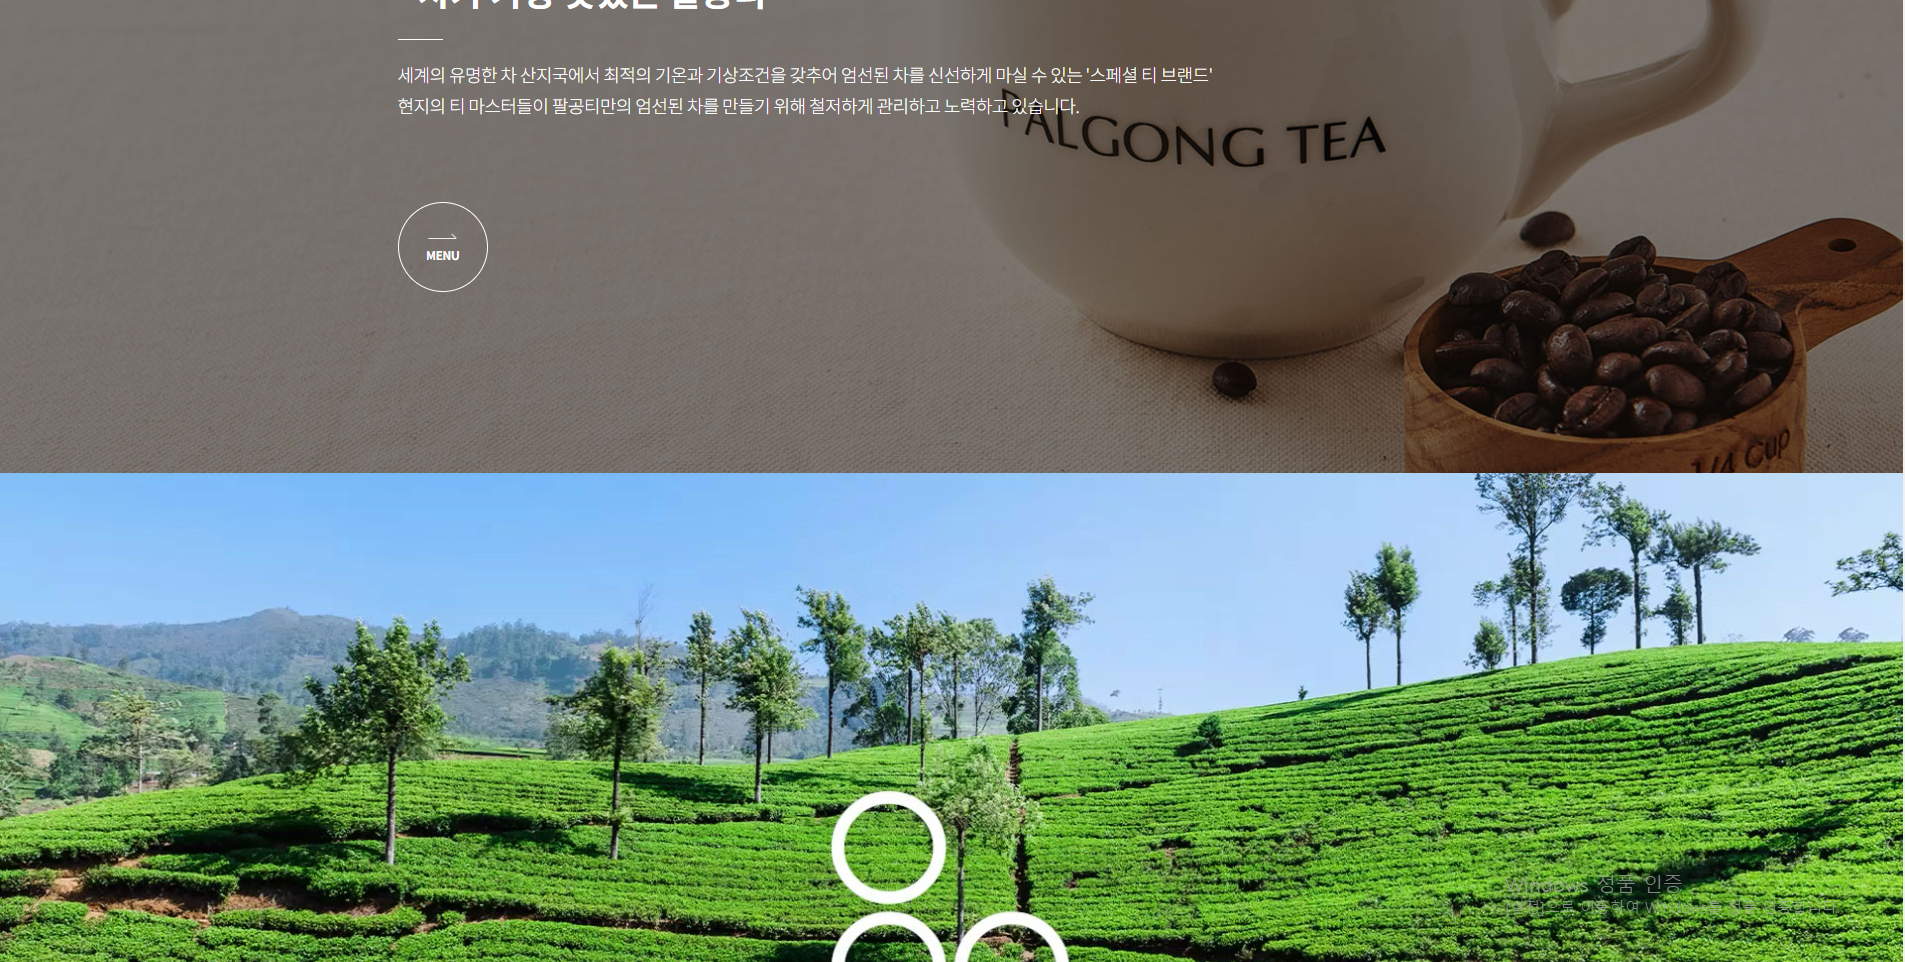 세계의 유명한 차 산지국에서 최적의 기온과 기상조건을 갖추어 엄선된 차를 신선하게 마실 수 있는 '스페셜 티 브랜드'
현지의 티 마스터들이 팔공티만의 엄선된 차를 만들기 위해 철저하게 관리하고 노력하고 있습니다.
PALGONG TEA
MENU
1/4 Cup
Windows 정품 인증